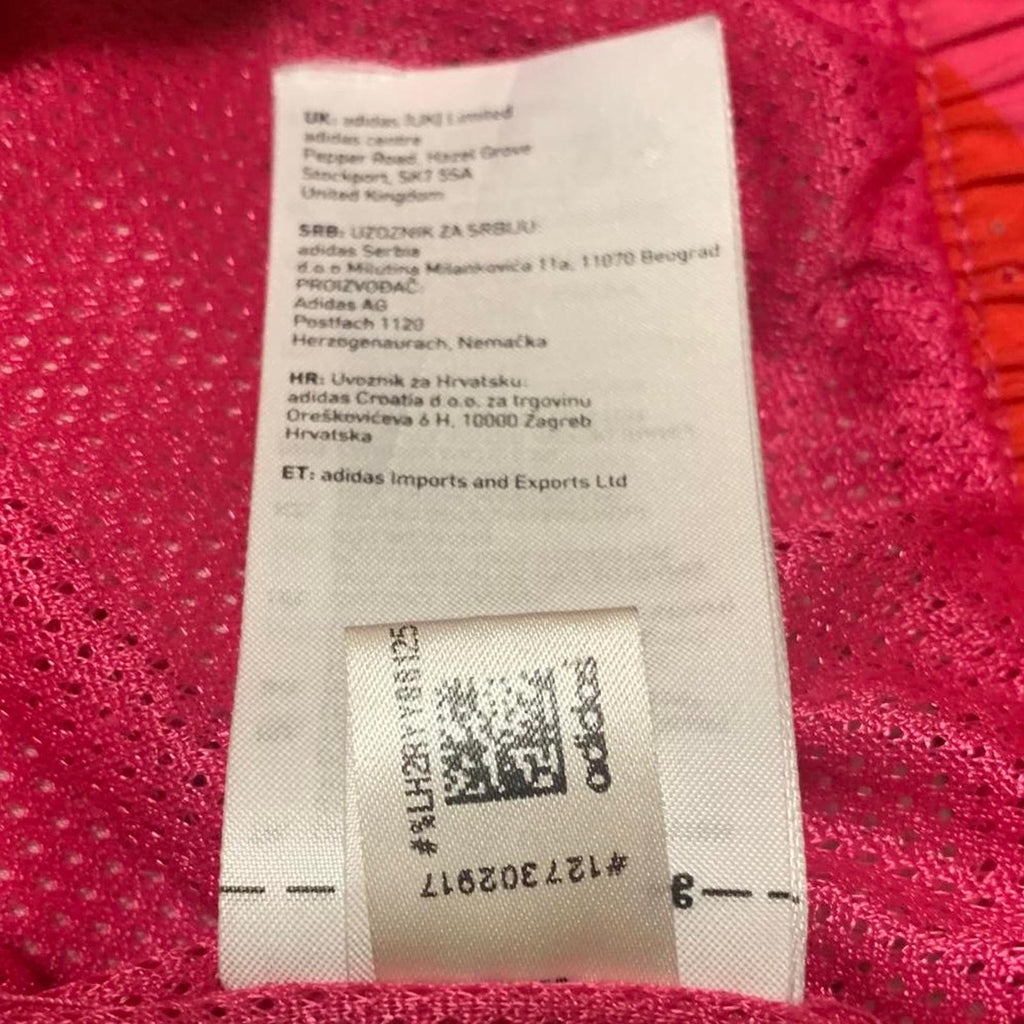 UK: adidas (UK) Limited
adidas centre
Pepper Road, Hazel Grove
Stockport, SK7 5SA
United Kingdom
SRB: UZOZNIK ZA SRBIJU:
adidas Serbia
d.o.o Milutina Milankovića 11a, 11070 Beograd
PROIZVOĐAČ:
Adidas AG
Postfach 1120
Herzogenaurach, Nemačka
HR: Uvoznik za Hrvatsku:
adidas Croatia d.o.o. za trgovinu
Oreškovićeva 6 H, 10000 Zagreb
Hrvatska
ET: adidas Imports and Exports Ltd
adidas
#127302917
g